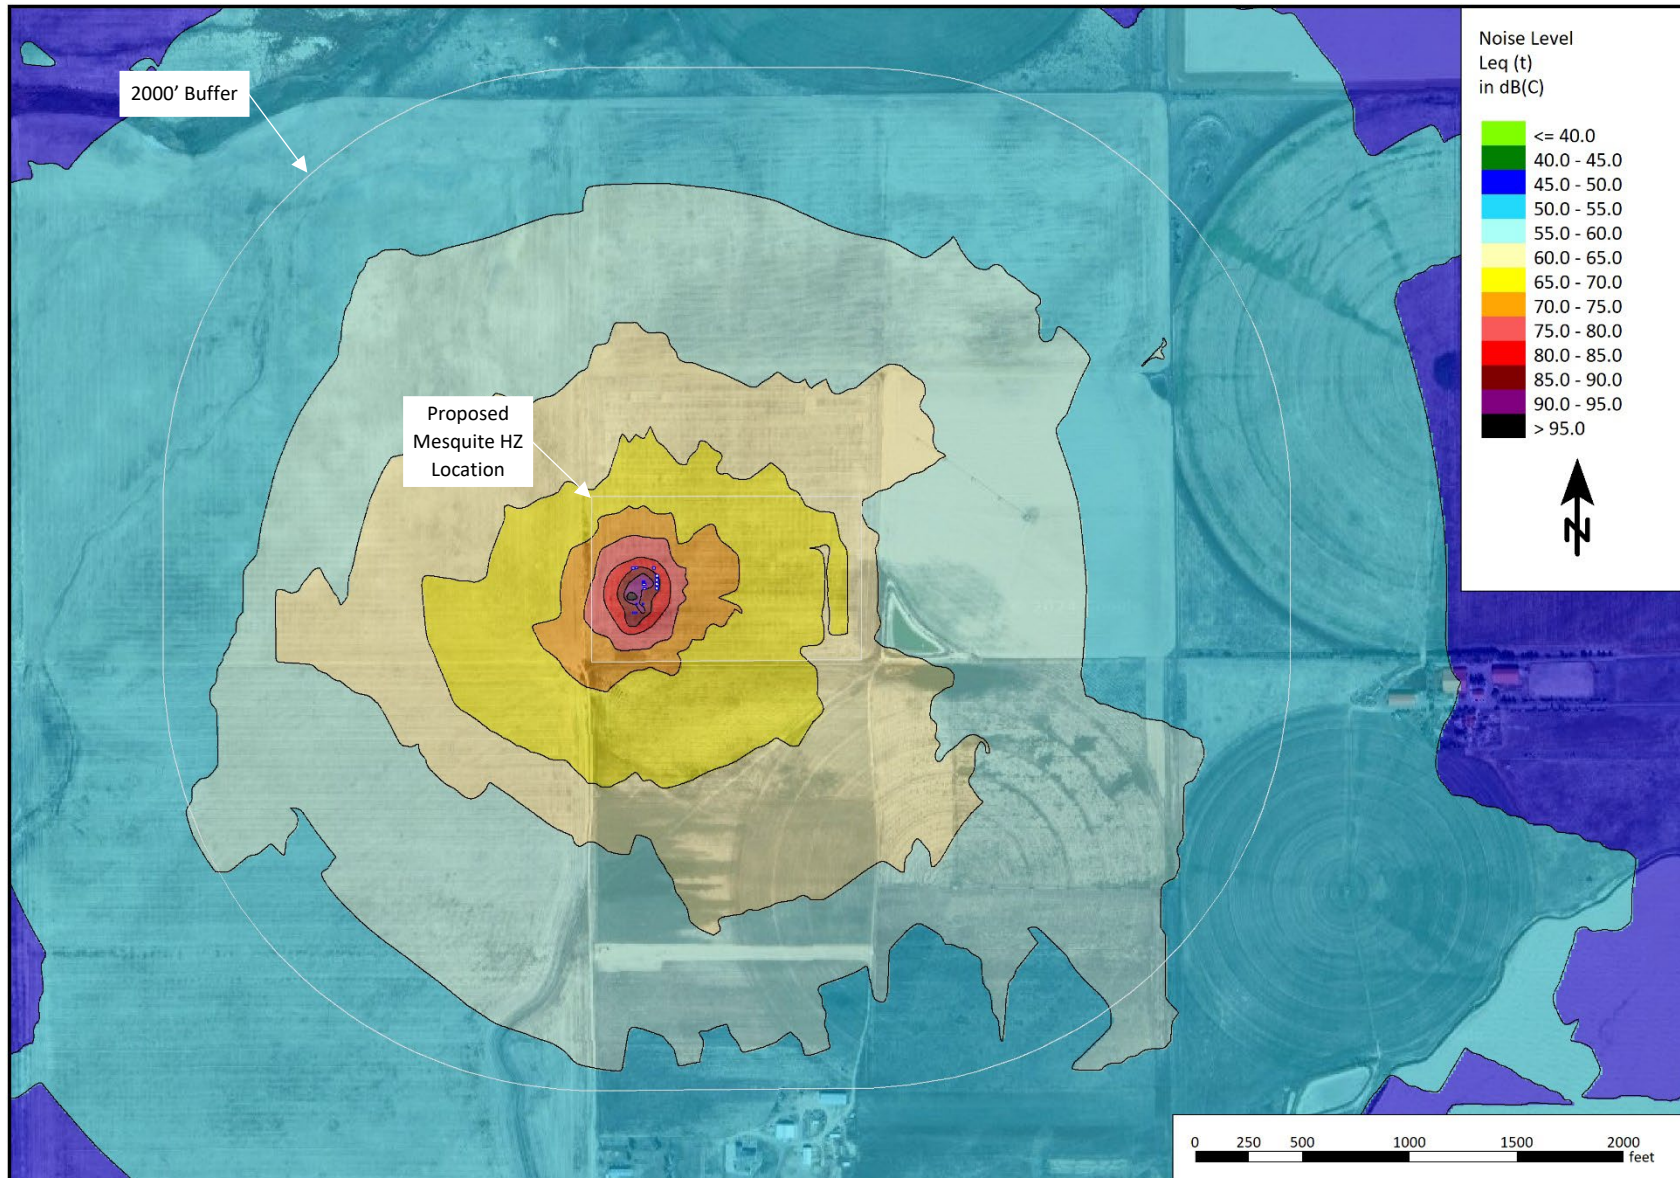 2000’ Buffer
Proposed
Mesquite HZ
Location
Noise Level
Leq (t)
in dB(C)
<= 40.0
40.0 - 45.0
45.0 - 50.0
50.0 - 55.0
55.0 - 60.0
60.0 - 65.0
65.0 - 70.0
70.0 - 75.0
75.0 - 80.0
80.0 - 85.0
85.0 - 90.0
90.0 - 95.0
> 95.0
N
0 250 500 1000 1500 2000
feet